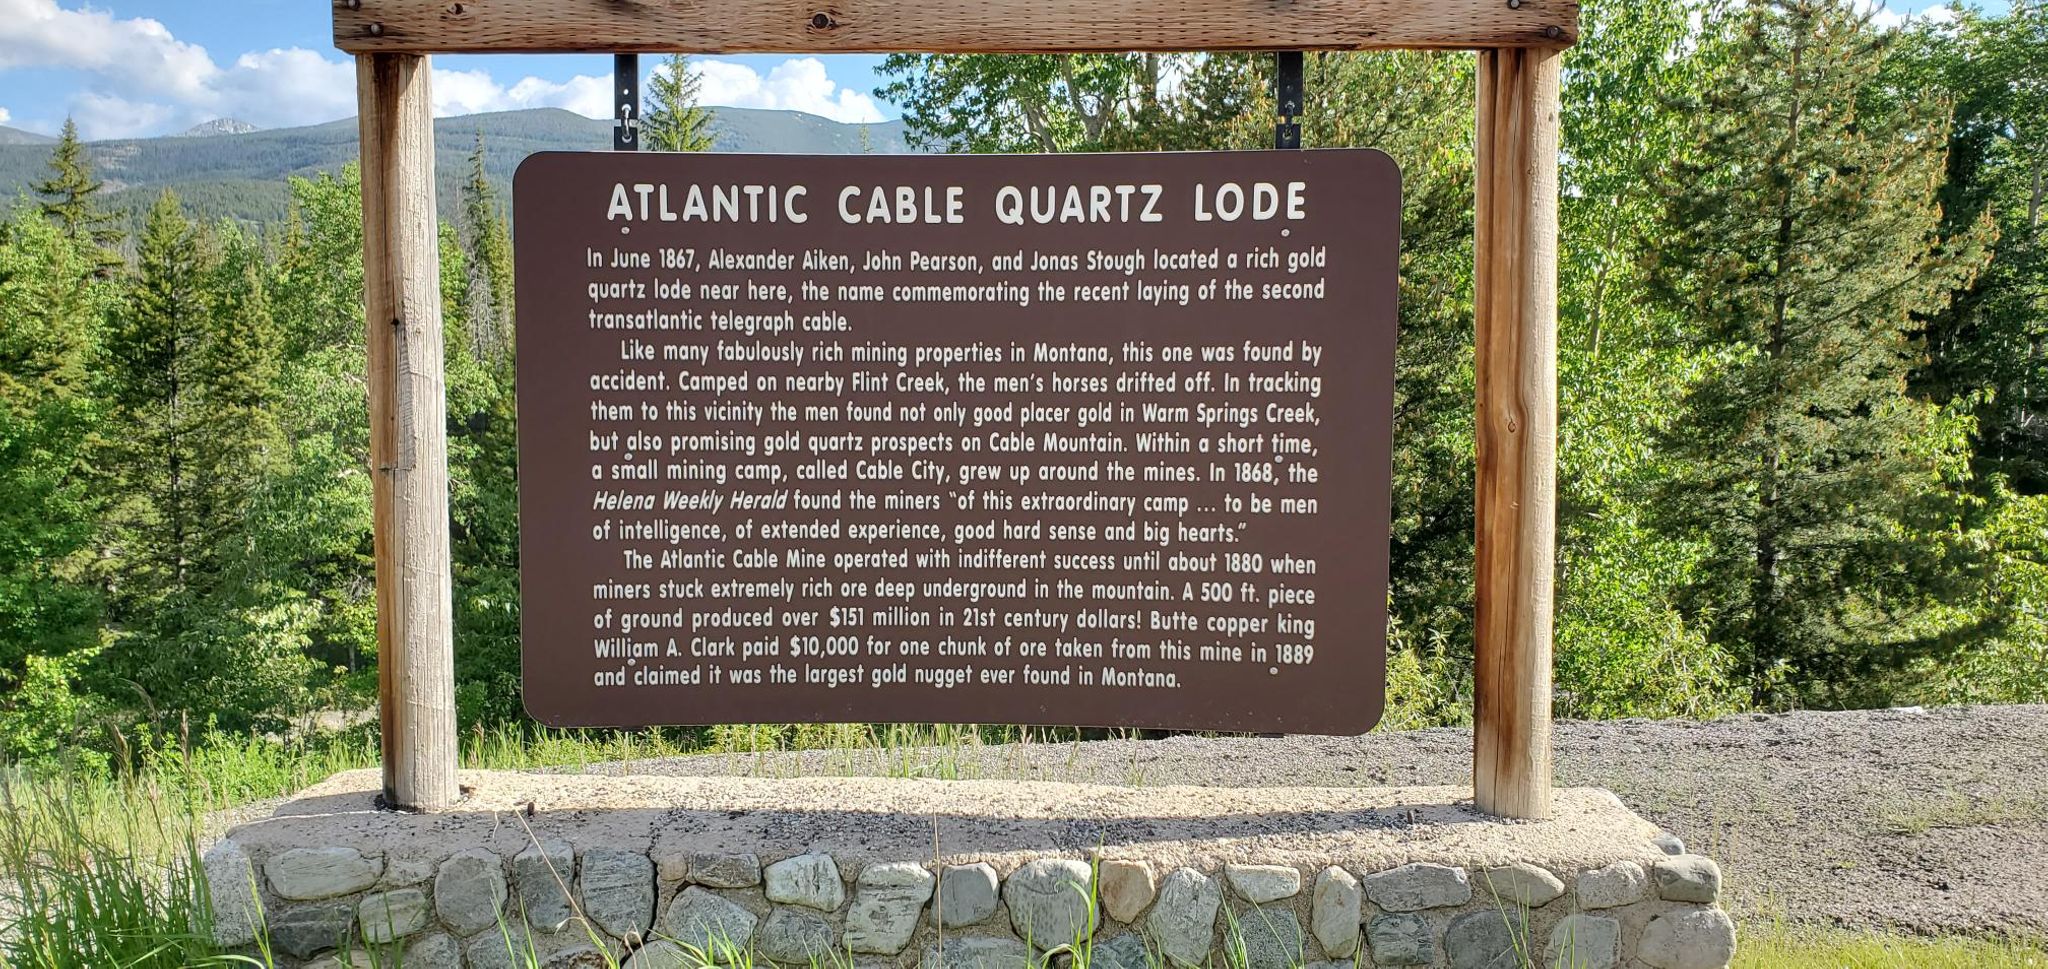 ATLANTIC CABLE QUARTZ LODE
In June 1867, Alexander Aiken, John Pearson, and Jonas Stough located a rich gold
quartz lode near here, the name commemorating the recent laying of the second
transatlantic telegraph cable.
Like many fabulously rich mining properties in Montana, this one was found by
accident. Camped on nearby Flint Creek, the men's horses drifted off. In tracking
them to this vicinity the men found not only good placer gold in Warm Springs Creek,
but also promising gold quartz prospects on Cable Mountain. Within a short time,
a small mining camp, called Cable City, grew up around the mines. In 1868, the
Helena Weekly Herald found the miners "of this extraordinary camp ... to be men
of intelligence, of extended experience, good hard sense and big hearts."
The Atlantic Cable Mine operated with indifferent success until about 1880 when
miners stuck extremely rich ore deep underground in the mountain. A 500 ft. piece
of ground produced over $151 million in 21st century dollars! Butte copper king
William A. Clark paid $10,000 for one chunk of ore taken from this mine in 1889
and claimed it was the largest gold nugget ever found in Montana.